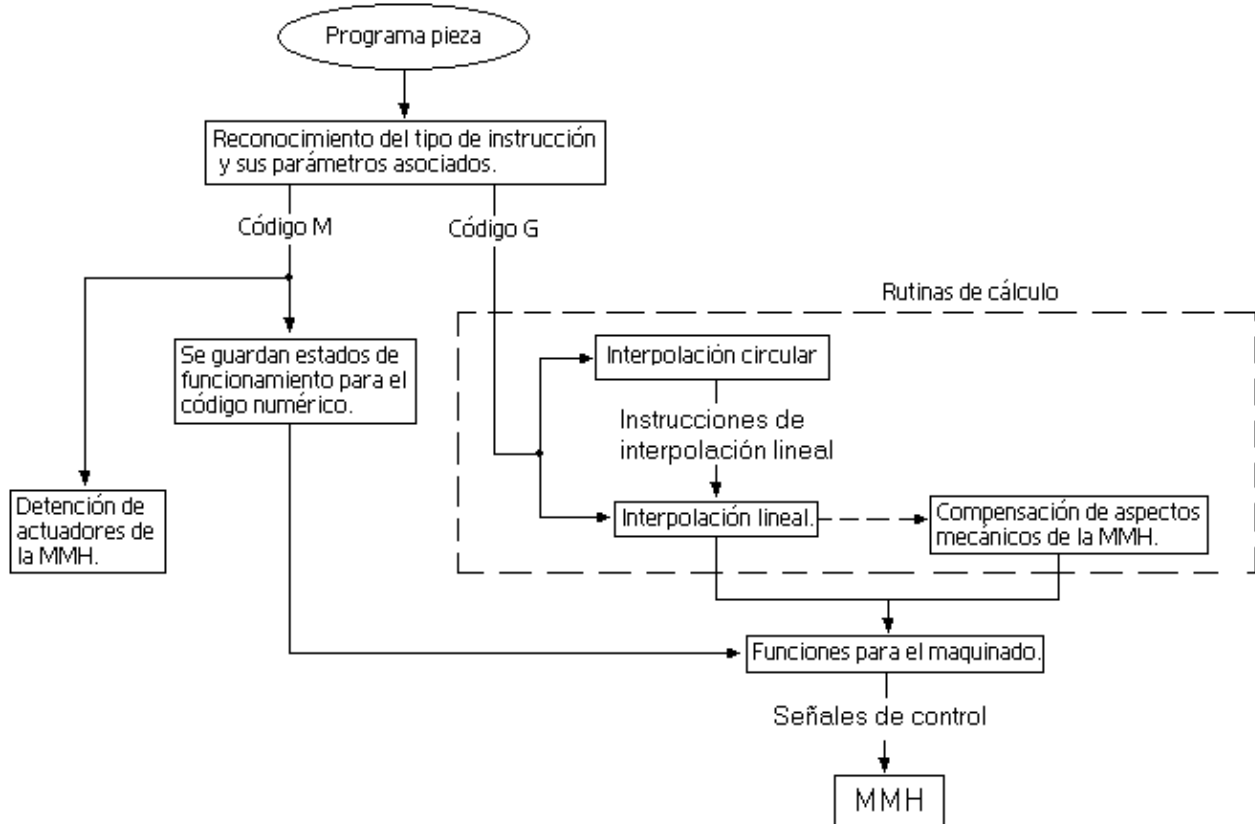 Programa pieza
Reconocimiento del tipo de instrucción
y sus parámetros asociados.
Código M
Código G
Rutinas de cálculo
Se guardan estados de
funcionamiento para el
código numérico.
Interpolación circular
Instrucciones de
interpolación lineal
Detención de
actuadores de
la MMH.
Interpolación lineal.
Compensación de aspectos
mecánicos de la MMH.
Funciones para el maquinado.
Señales de control
MMH